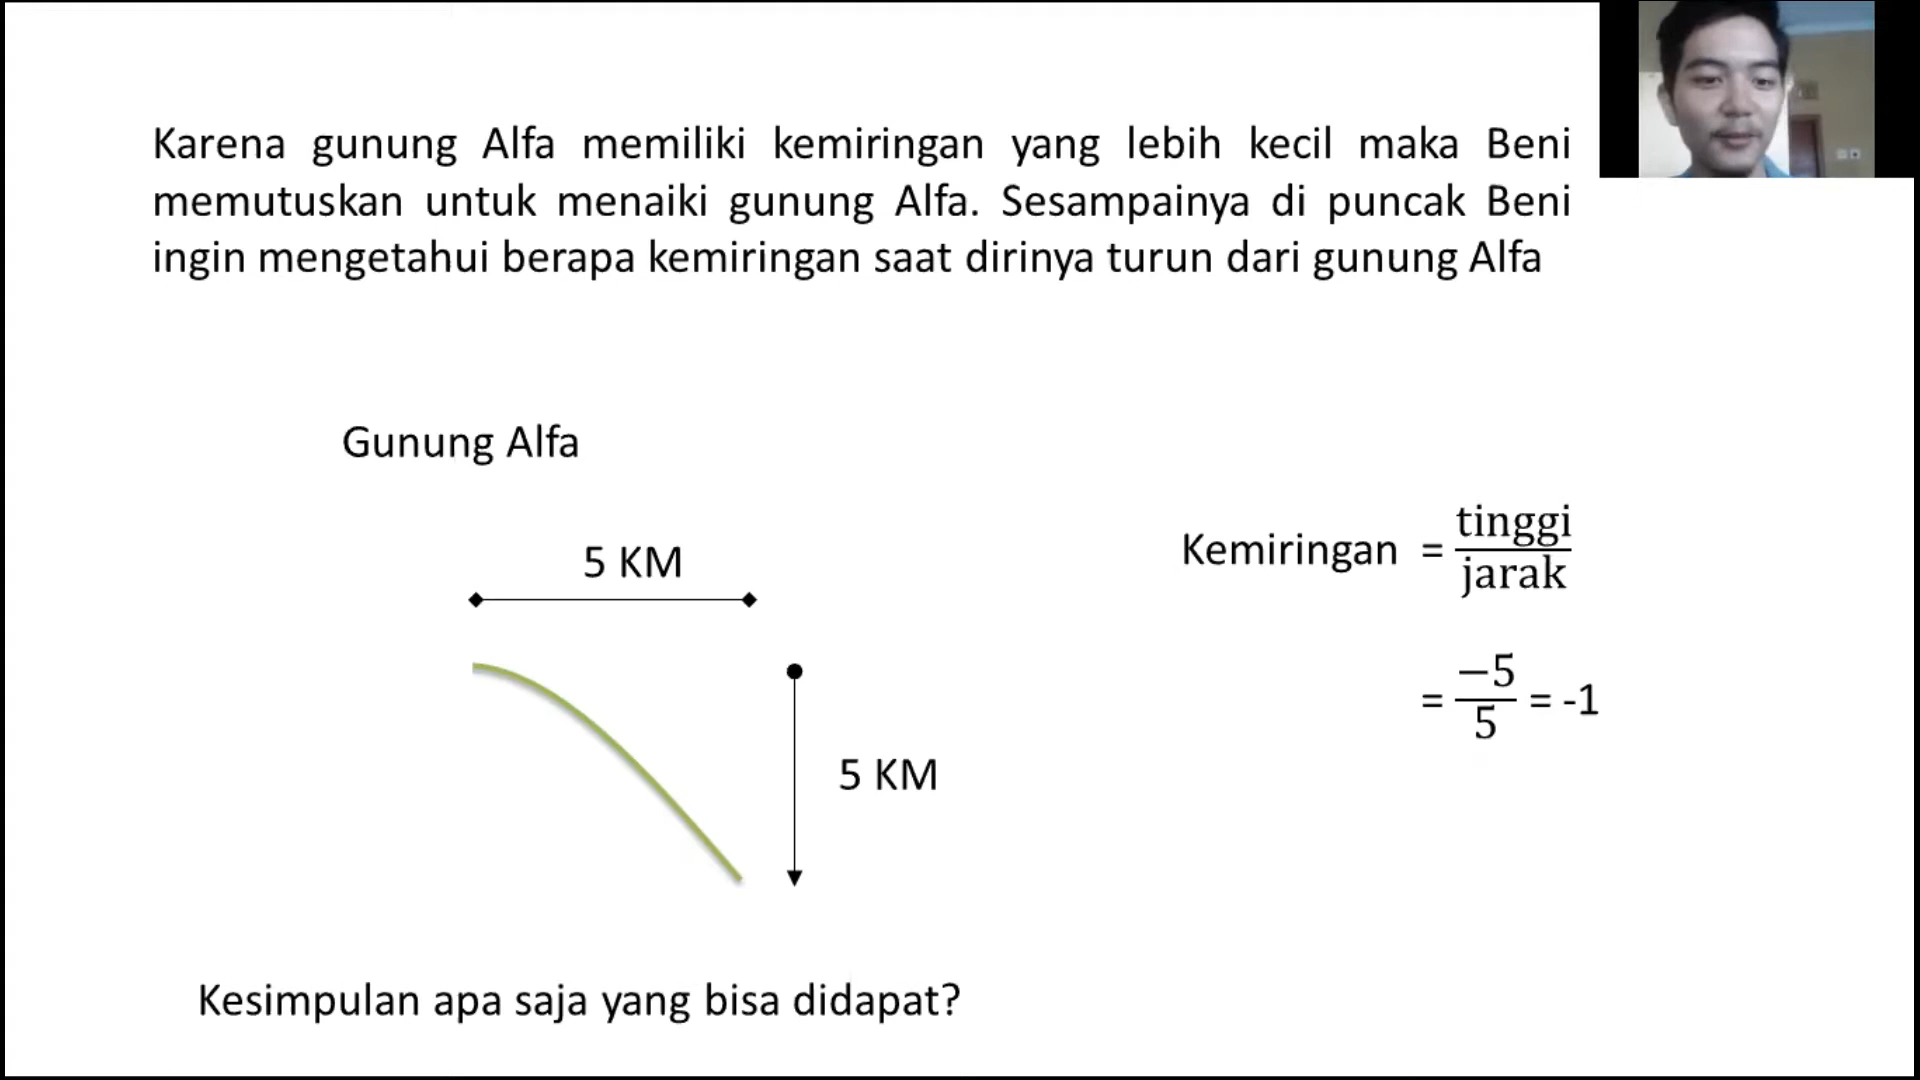 Karena gunung Alfa memiliki kemiringan yang lebih kecil maka Beni
memutuskan untuk menaiki gunung Alfa. Sesampainya di puncak Beni
ingin mengetahui berapa kemiringan saat dirinya turun dari gunung Alfa
Gunung Alfa
5 KM
5 KM
Kemiringan = tinggi/jarak
= −5/5 = -1
Kesimpulan apa saja yang bisa didapat?